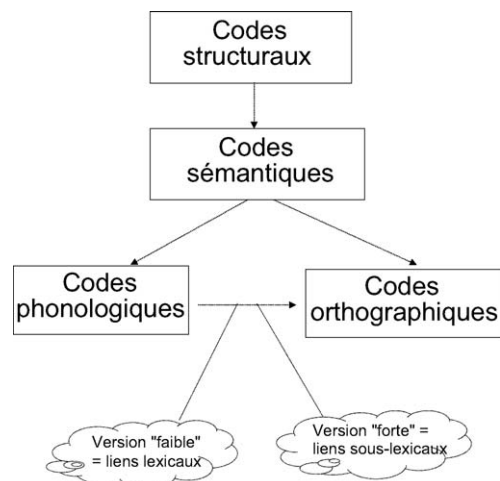 Codes
structuraux
Codes
sémantiques
Codes
phonologiques
Codes
orthographiques
Version "faible"
= liens lexicaux
Version "forte" =
liens sous-lexicaux